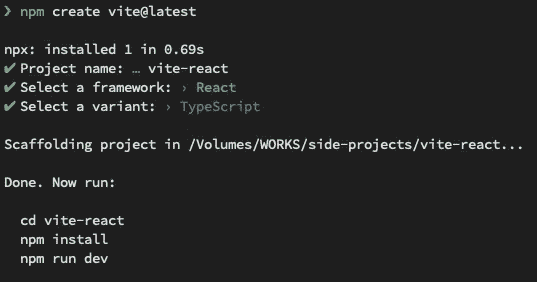 ❯ npm create vite@latest
npx: installed 1 in 0.69s
✔ Project name: … vite-react
✔ Select a framework: › React
✔ Select a variant: › TypeScript
Scaffolding project in /Volumes/WORKS/side-projects/vite-react...
Done. Now run:
cd vite-react
npm install
npm run dev